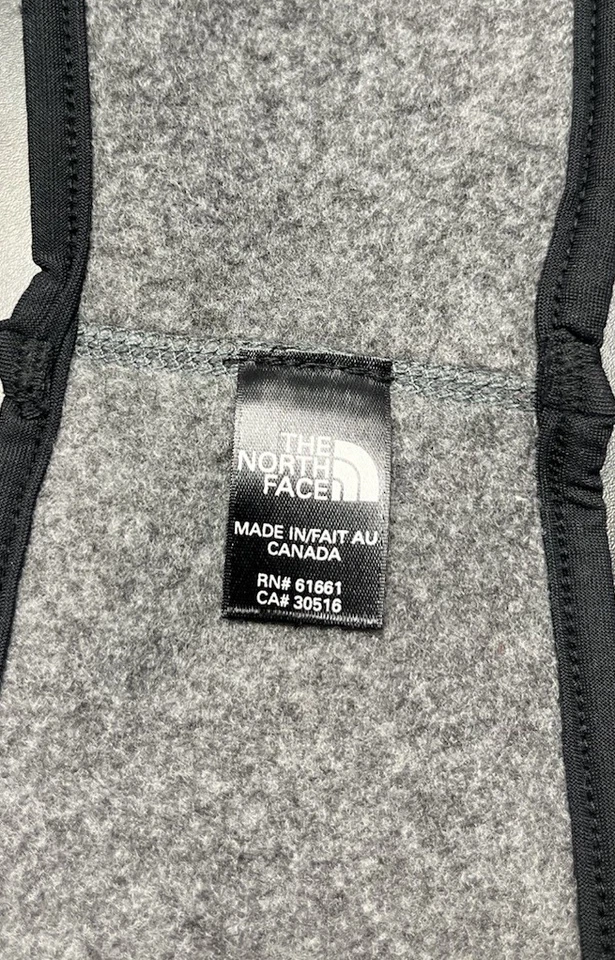 THE
NORTH
FACE
MADE IN/FAIT AU
CANADA
RN# 61661
CA# 30516